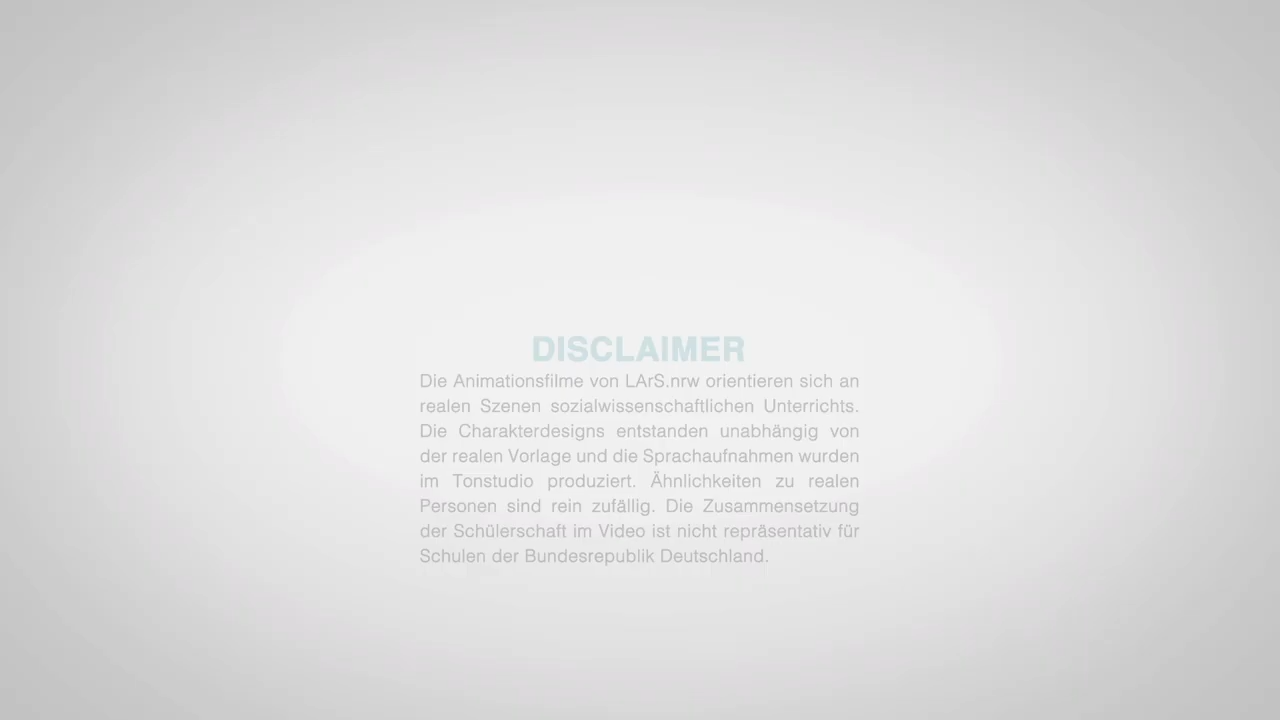 DISCLAIMER
Die Animationsfilme von LArS.nrw orientieren sich an
realen Szenen sozialwissenschaftlichen Unterrichts.
Die Charakterdesigns entstanden unabhängig von
der realen Vorlage und die Sprachaufnahmen wurden
im Tonstudio produziert. Ähnlichkeiten zu realen
Personen sind rein zufällig. Die Zusammensetzung
der Schülerschaft im Video ist nicht repräsentativ für
Schulen der Bundesrepublik Deutschland.